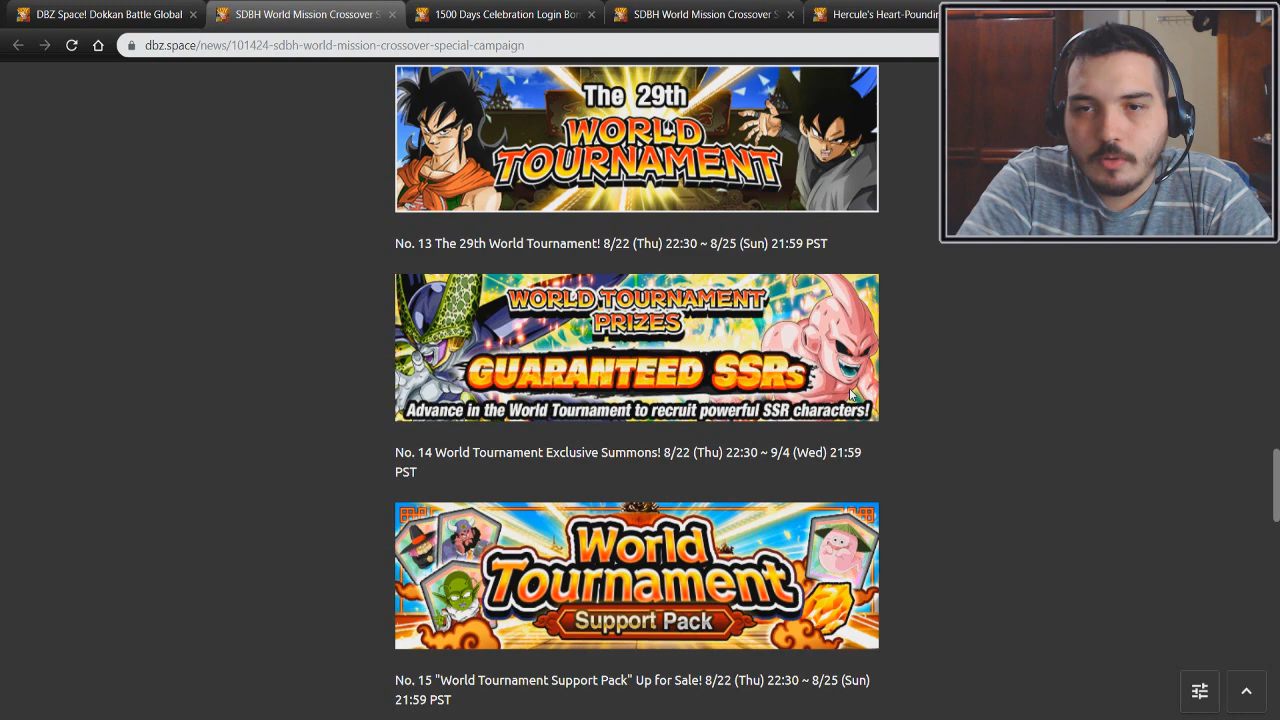 DBZ Space! Dokkan Battle Global
SDBH World Mission Crossover S
1500 Days Celebration Login Bon
SDBH World Mission Crossover S
Hercule's Heart-Pounding
dbz.space/news/101424-sdbh-world-mission-crossover-special-campaign
The 29th
WORLD
TOURNAMENT
No. 13 The 29th World Tournament! 8/22 (Thu) 22:30 ~ 8/25 (Sun) 21:59 PST
WORLD TOURNAMENT
PRIZES
GUARANTEED SSRs
Advance in the World Tournament to recruit powerful SSR characters!
No. 14 World Tournament Exclusive Summons! 8/22 (Thu) 22:30 ~ 9/4 (Wed) 21:59
PST
World
Tournament
Support Pack
No. 15 "World Tournament Support Pack" Up for Sale! 8/22 (Thu) 22:30 ~ 8/25 (Sun)
21:59 PST